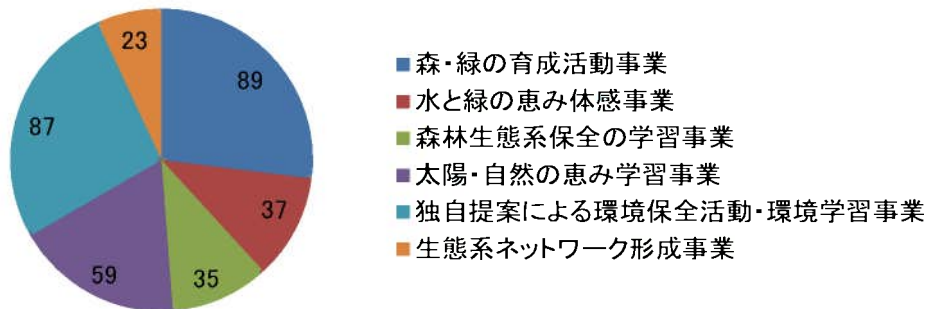 89
37
35
59
87
23
森・緑の育成活動事業
水と緑の恵み体感事業
森林生態系保全の学習事業
太陽・自然の恵み学習事業
独自提案による環境保全活動・環境学習事業
生態系ネットワーク形成事業